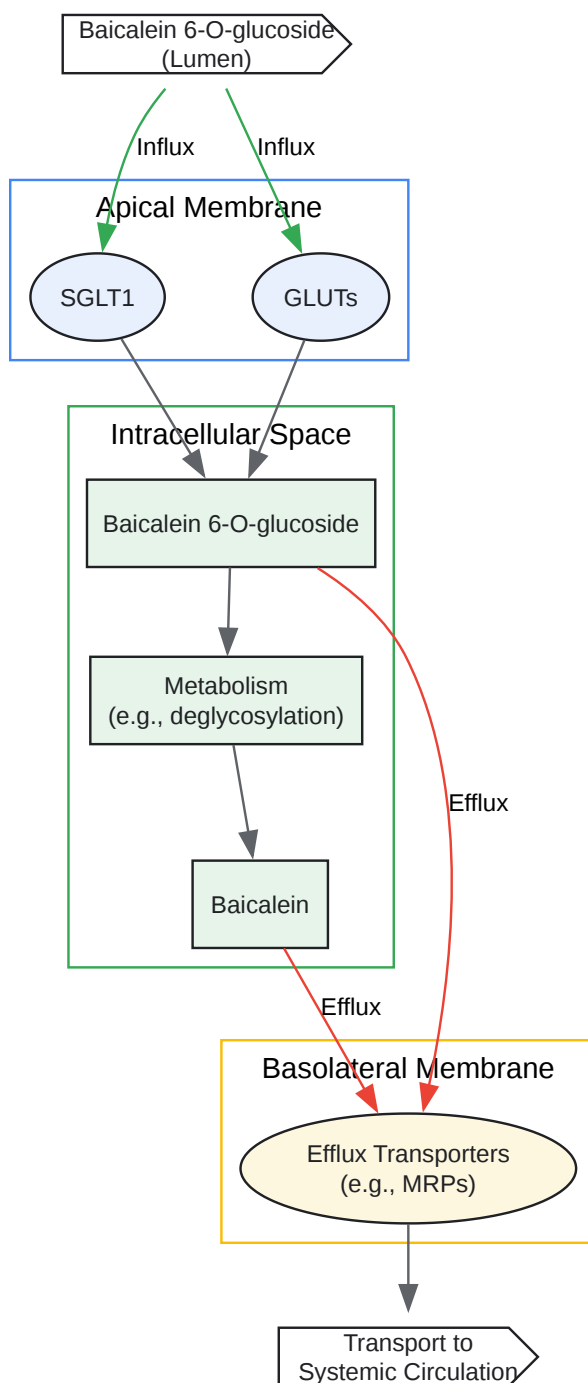 Baicalein 6-O-glucoside
(Lumen)
Influx
Influx
Apical Membrane
SGLT1
GLUTs
Intracellular Space
Baicalein 6-O-glucoside
Metabolism
(e.g., deglycosylation)
Efflux
Baicalein
Efflux
Basolateral Membrane
Efflux Transporters
(e.g., MRPs)
Transport to
Systemic Circulation